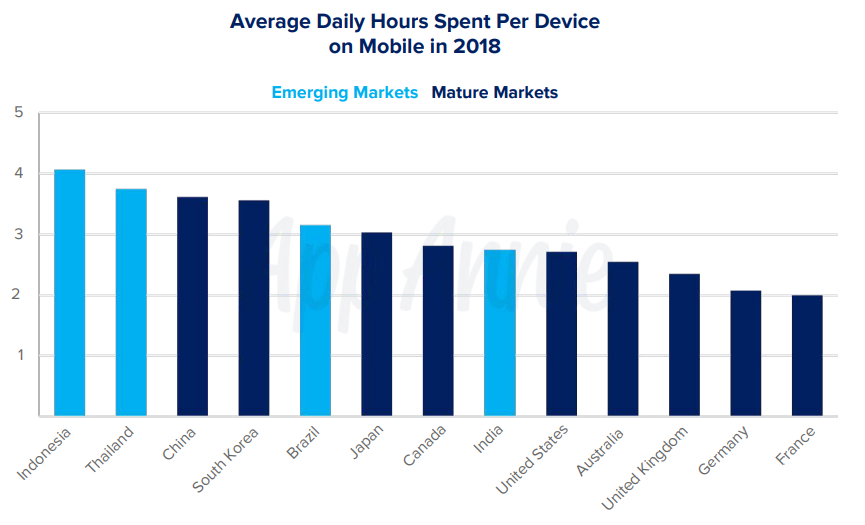 Average Daily Hours Spent Per Device
on Mobile in 2018
Emerging Markets Mature Markets
5
4
3
2
1
App Annie
Indonesia
Thailand
China
South Korea
Brazil
Japan
Canada
India
United States
Australia
United Kingdom
Germany
France